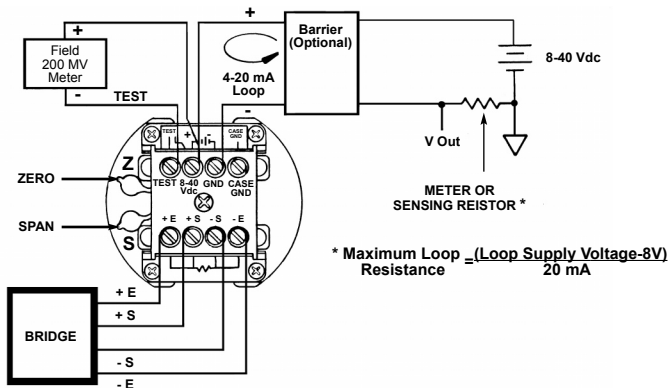 +
Field
200 MV
Meter
-
TEST
+
4-20 mA
Loop
-
Barrier
(Optional)
8-40 Vdc
V Out
METER OR
SENSING REISTOR *
* Maximum Loop Resistance = (Loop Supply Voltage-8V)
20 mA
TEST + - CASE GND
Z
TEST 8-40 Vdc GND CASE GND
ZERO
SPAN
+ E + S - S - E
S
BRIDGE
+ E
+ S
- S
- E